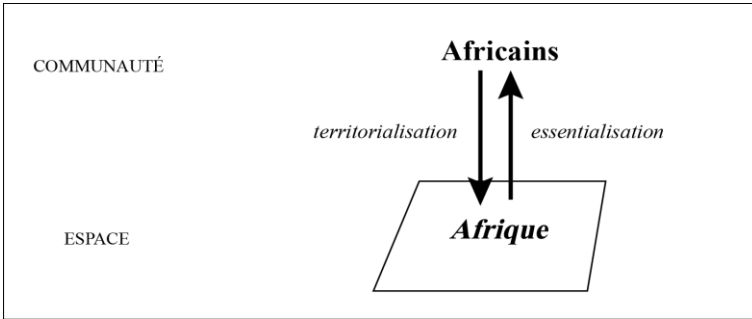 Africains
COMMUNAUTÉ
territorialisation essentialisation
Afrique
ESPACE